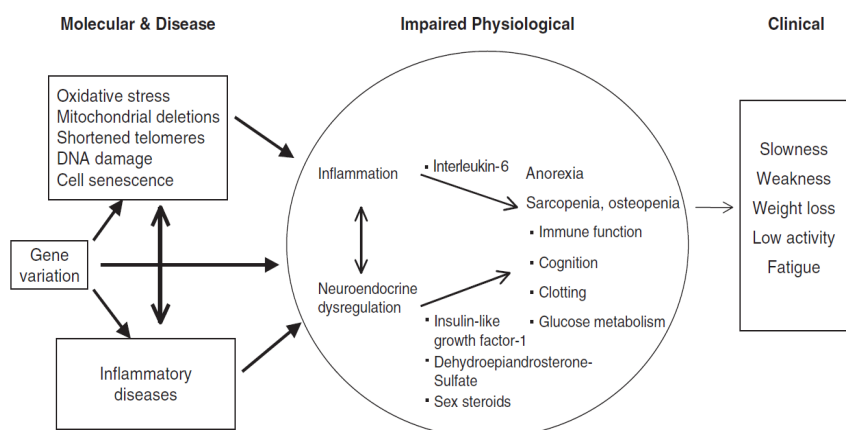 Molecular & Disease
Impaired Physiological
Clinical
Oxidative stress
Mitochondrial deletions
Shortened telomeres
DNA damage
Cell senescence
Gene
variation
Inflammatory
diseases
Inflammation
▪ Interleukin-6
Neuroendocrine
dysregulation
▪ Insulin-like
growth factor-1
▪ Dehydroepiandrosterone-
Sulfate
▪ Sex steroids
Anorexia
Sarcopenia, osteopenia
▪ Immune function
▪ Cognition
▪ Clotting
▪ Glucose metabolism
Slowness
Weakness
Weight loss
Low activity
Fatigue